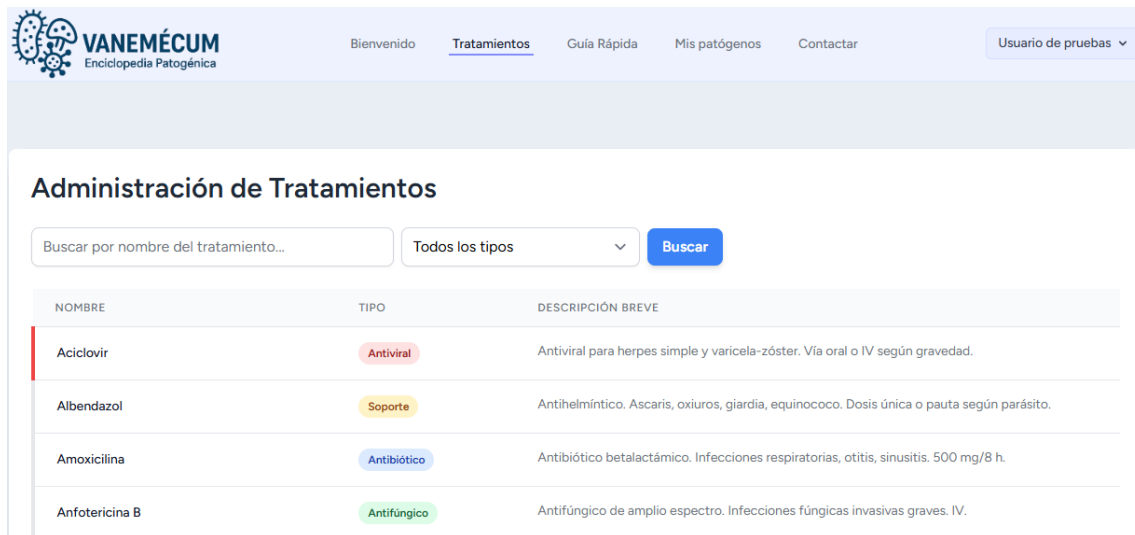 VANEMÉCUM
Enciclopedia Patogénica
Bienvenido Tratamientos Guía Rápida Mis patógenos Contactar Usuario de pruebas
Administración de Tratamientos
Buscar por nombre del tratamiento... Todos los tipos Buscar
NOMBRE TIPO DESCRIPCIÓN BREVE
Aciclovir Antiviral Antiviral para herpes simple y varicela-zóster. Vía oral o IV según gravedad.
Albendazol Soporte Antihelmíntico. Ascaris, oxiuros, giardia, equinococo. Dosis única o pauta según parásito.
Amoxicilina Antibiótico Antibiótico betalactámico. Infecciones respiratorias, otitis, sinusitis. 500 mg/8 h.
Anfotericina B Antifúngico Antifúngico de amplio espectro. Infecciones fúngicas invasivas graves. IV.